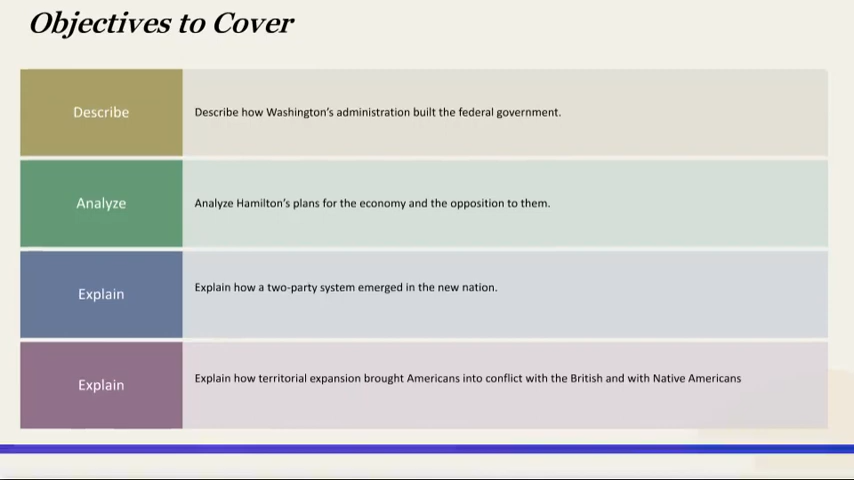 Objectives to Cover
Describe
Describe how Washington's administration built the federal government.
Analyze
Analyze Hamilton's plans for the economy and the opposition to them.
Explain
Explain how a two-party system emerged in the new nation.
Explain
Explain how territorial expansion brought Americans into conflict with the British and with Native Americans